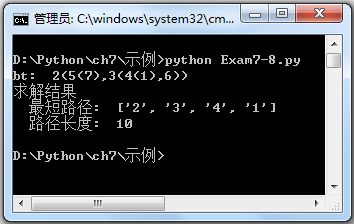 管理员: C:\windows\system32\cm...
D:\Python\ch7\示例>python Exam7-8.py
bt: 2(5(7),3(4(1),6))
求解结果
最短路径: ['2', '3', '4', '1']
路径长度: 10
D:\Python\ch7\示例>